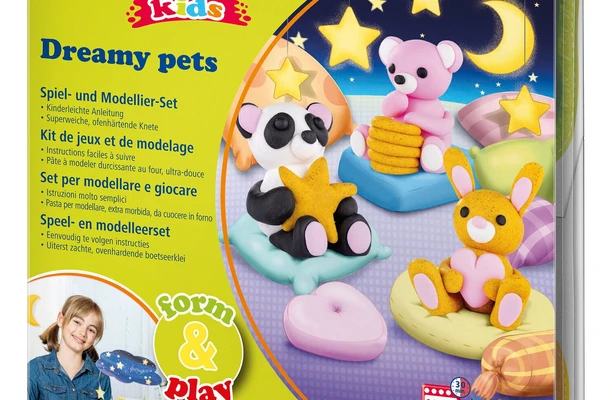 kids
Dreamy pets
Spiel- und Modellier-Set
• Kinderleichte Anleitung
• Superweiche, ofenhärtende Knete
Kit de jeux et de modelage
• Instructions faciles à suivre
• Pâte à modeler durcissante au four, ultra-douce
Set per modellare e giocare
• Istruzioni molto semplici
• Pasta per modellare, extra morbida, da cuocere in forno
Speel- en modelleerset
• Eenvoudig te volgen instructies
• Uiterst zachte, ovenhardende boetseerklei
form
&
play
30